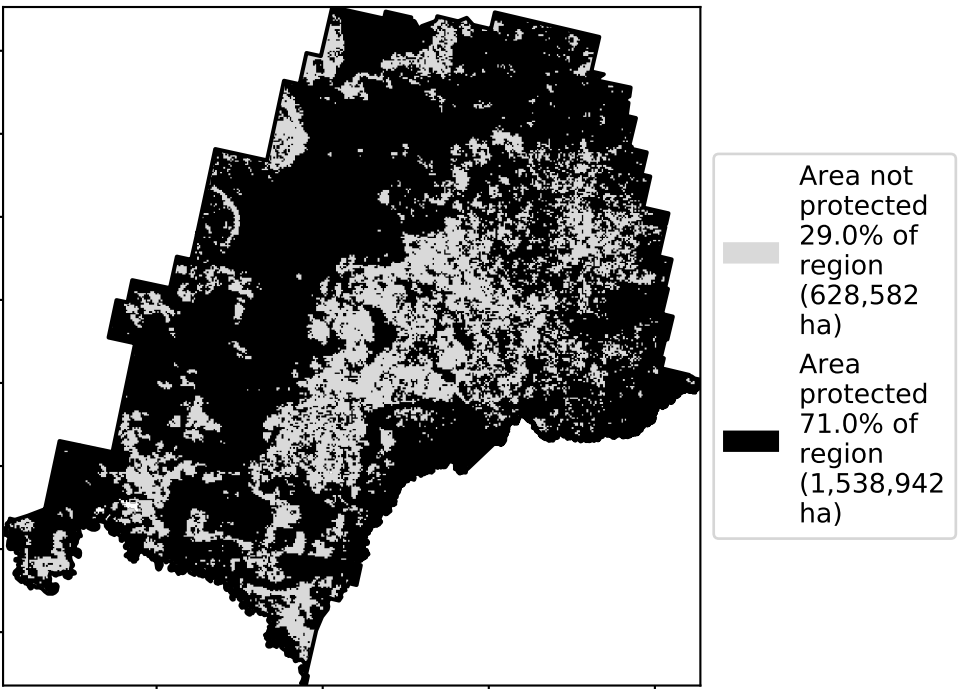 Area not
protected
29.0% of
region
(628,582
ha)
Area
protected
71.0% of
region
(1,538,942
ha)